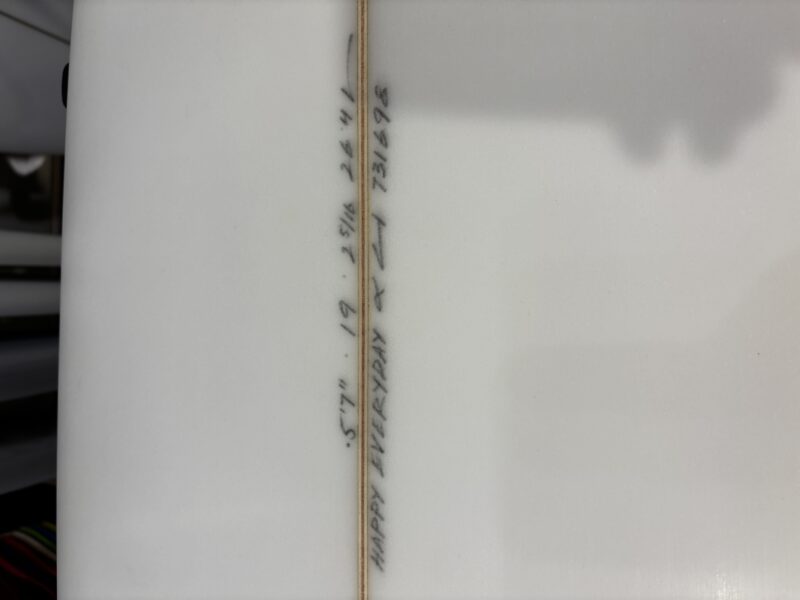 5'7" · 19 · 2 5/16 26.4L
HAPPY EVERYDAY 731698